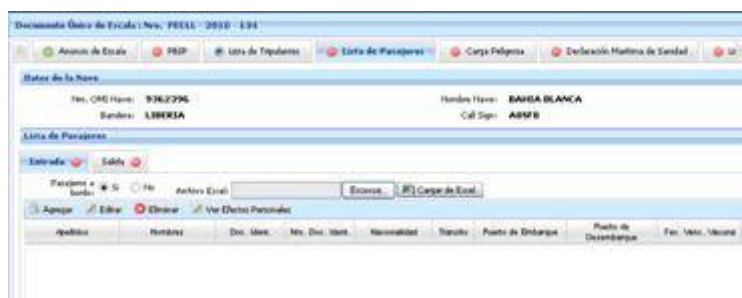 Documento Único de Escala : Nro. PECLL - 2010 - 134
Anuncio de Escala PBIP Lista de Tripulantes Lista de Pasajeros Carga Peligrosa Declaración Marítima de Sanidad
Datos de la Nave
Nro. OMI Nave: 9362396 Nombre Nave: BAHIA BLANCA
Bandera: LIBERIA Call Sign: A8SF8
Lista de Pasajeros
Entrada Salida
Pasajeros a bordo: Si No Archivo Excel: Browse... Cargar de Excel
Agregar Editar Eliminar Ver Efectos Personales
Apellidos Nombres Doc. Ident. Nro. Doc. Ident. Nacionalidad Transito Puerto de Embarque Puerto de Desembarque Fec. Venc. Vacuna